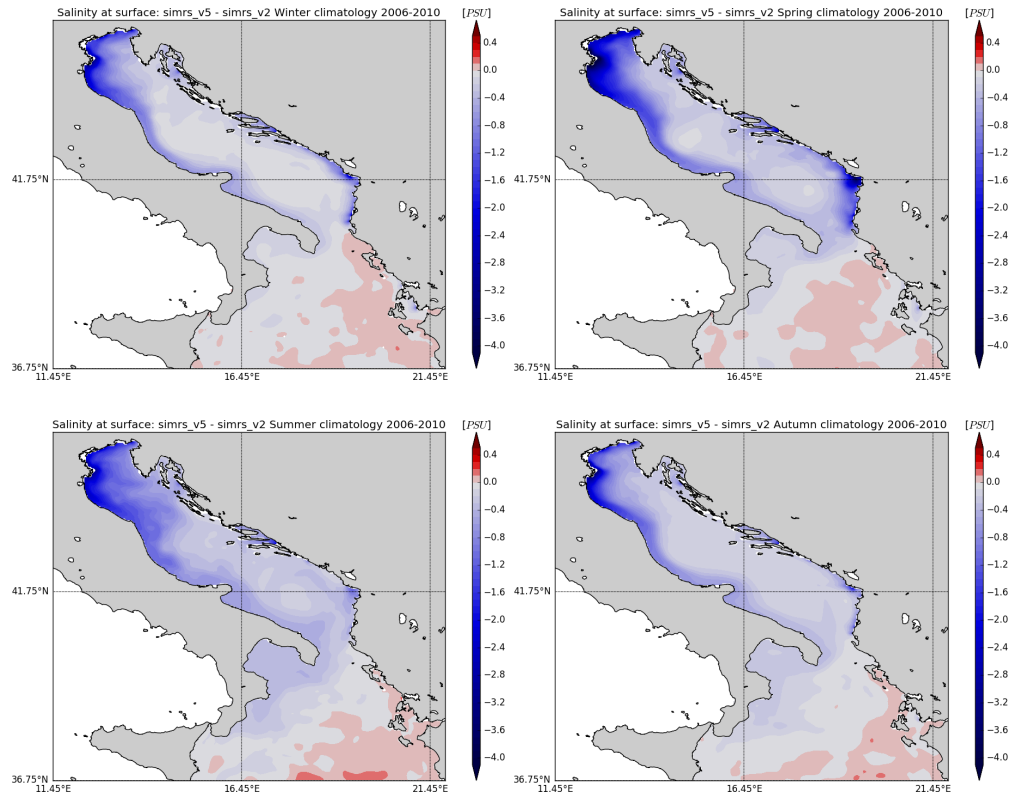 Salinity at surface: simrs_v5 - simrs_v2 Winter climatology 2006-2010
[PSU]
0.4
0.0
−0.4
−0.8
−1.2
−1.6
−2.0
−2.4
−2.8
−3.2
−3.6
−4.0
41.75°N
36.75°N
11.45°E
16.45°E
21.45°E
Salinity at surface: simrs_v5 - simrs_v2 Spring climatology 2006-2010
[PSU]
0.4
0.0
−0.4
−0.8
−1.2
−1.6
−2.0
−2.4
−2.8
−3.2
−3.6
−4.0
41.75°N
36.75°N
11.45°E
16.45°E
21.45°E
Salinity at surface: simrs_v5 - simrs_v2 Summer climatology 2006-2010
[PSU]
0.4
0.0
−0.4
−0.8
−1.2
−1.6
−2.0
−2.4
−2.8
−3.2
−3.6
−4.0
41.75°N
36.75°N
11.45°E
16.45°E
21.45°E
Salinity at surface: simrs_v5 - simrs_v2 Autumn climatology 2006-2010
[PSU]
0.4
0.0
−0.4
−0.8
−1.2
−1.6
−2.0
−2.4
−2.8
−3.2
−3.6
−4.0
41.75°N
36.75°N
11.45°E
16.45°E
21.45°E